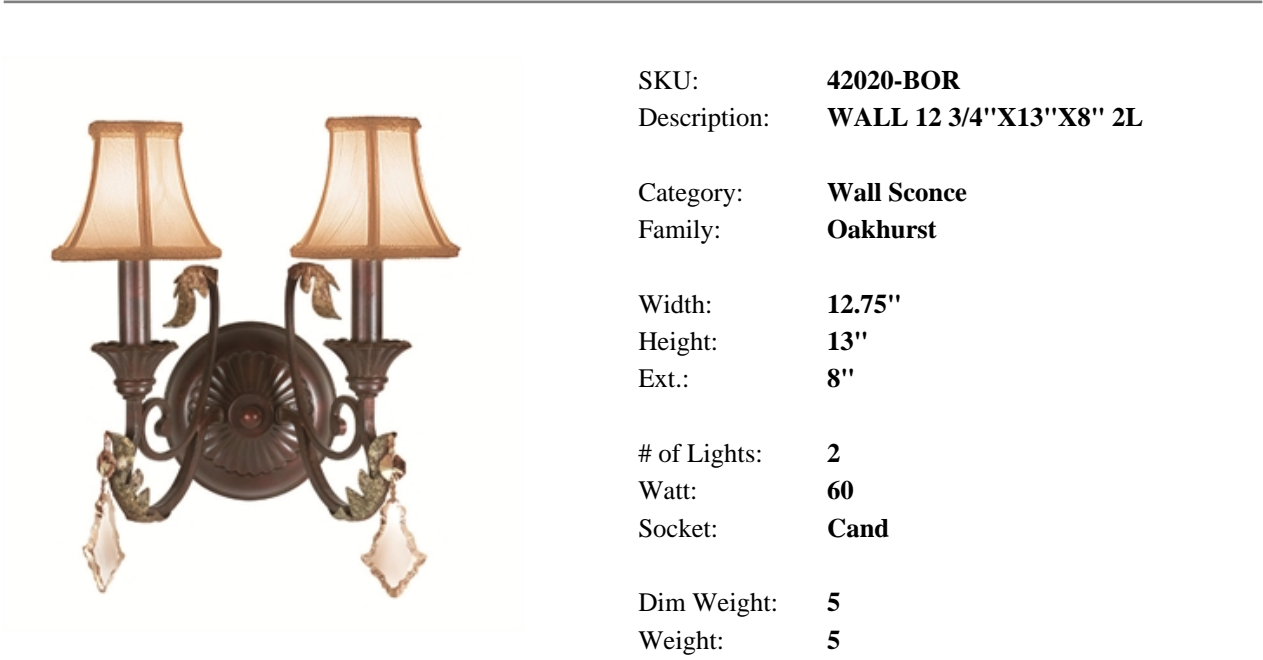 SKU: 42020-BOR
Description: WALL 12 3/4"X13"X8" 2L
Category: Wall Sconce
Family: Oakhurst
Width: 12.75"
Height: 13"
Ext.: 8"
# of Lights: 2
Watt: 60
Socket: Cand
Dim Weight: 5
Weight: 5